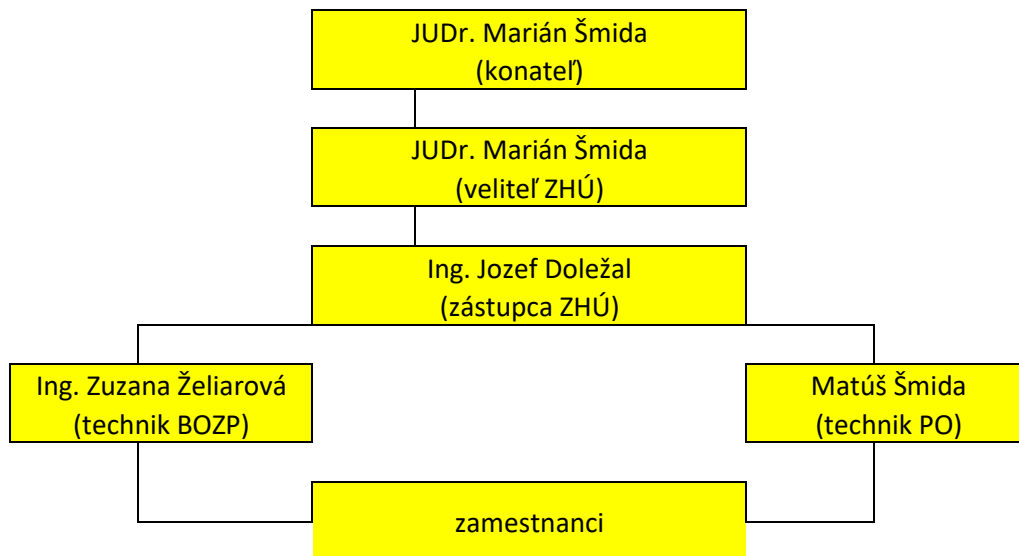 JUDr. Marián Šmida
(konateľ)
JUDr. Marián Šmida
(veliteľ ZHÚ)
Ing. Jozef Doležal
(zástupca ZHÚ)
Ing. Zuzana Želiarová
(technik BOZP)
Matúš Šmida
(technik PO)
zamestnanci